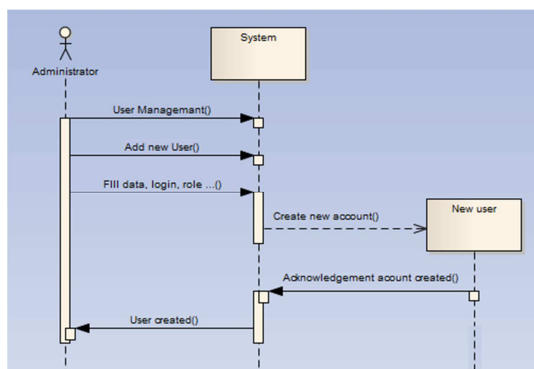 System
Administrator
User Managemant()
Add new User()
FIll data, login, role ...()
Create new account()
New user
Acknowledgement acount created()
User created()